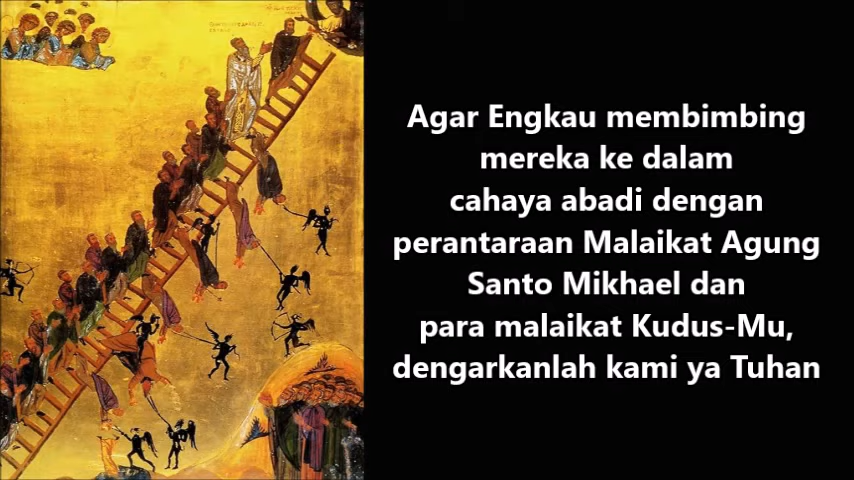 Agar Engkau membimbing
mereka ke dalam
cahaya abadi dengan
perantaraan Malaikat Agung
Santo Mikhael dan
para malaikat Kudus-Mu,
dengarkanlah kami ya Tuhan